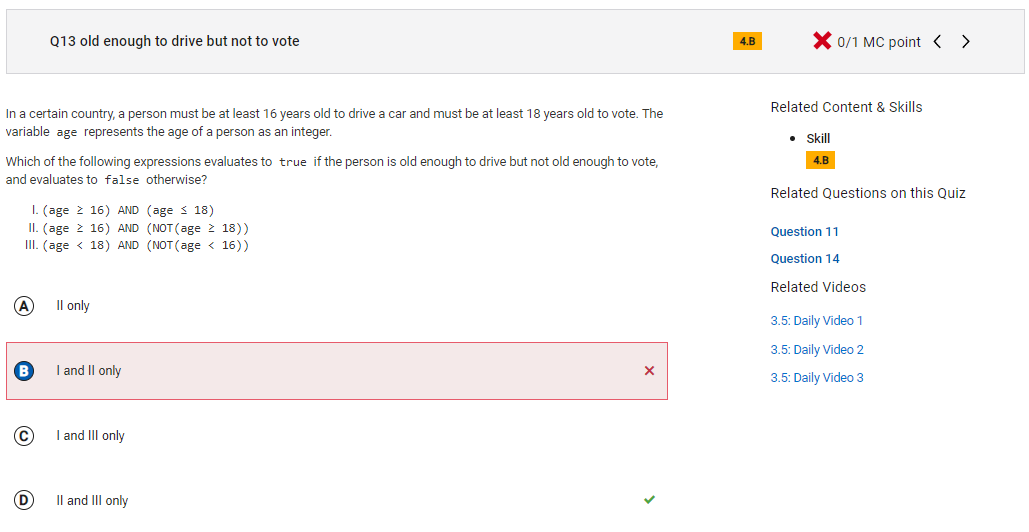 Q13 old enough to drive but not to vote
4.B
0/1 MC point
In a certain country, a person must be at least 16 years old to drive a car and must be at least 18 years old to vote. The
variable age represents the age of a person as an integer.
Which of the following expressions evaluates to true if the person is old enough to drive but not old enough to vote,
and evaluates to false otherwise?
I. (age ≥ 16) AND (age ≤ 18)
II. (age ≥ 16) AND (NOT(age ≥ 18))
III. (age < 18) AND (NOT(age < 16))
A II only
B I and II only
C I and III only
D II and III only
Related Content & Skills
• Skill
4.B
Related Questions on this Quiz
Question 11
Question 14
Related Videos
3.5: Daily Video 1
3.5: Daily Video 2
3.5: Daily Video 3